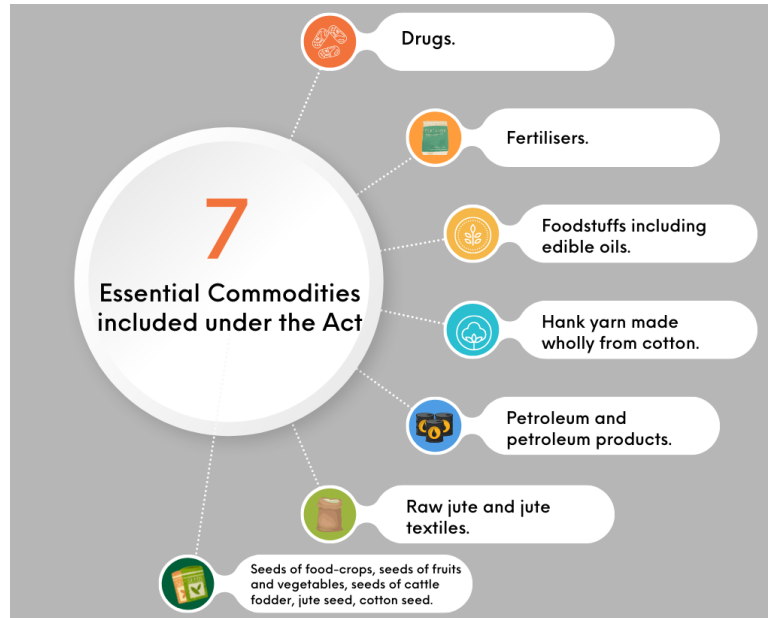 7
Essential Commodities
included under the Act
Drugs.
Fertilisers.
Foodstuffs including
edible oils.
Hank yarn made
wholly from cotton.
Petroleum and
petroleum products.
Raw jute and jute
textiles.
Seeds of food-crops, seeds of fruits
and vegetables, seeds of cattle
fodder, jute seed, cotton seed.